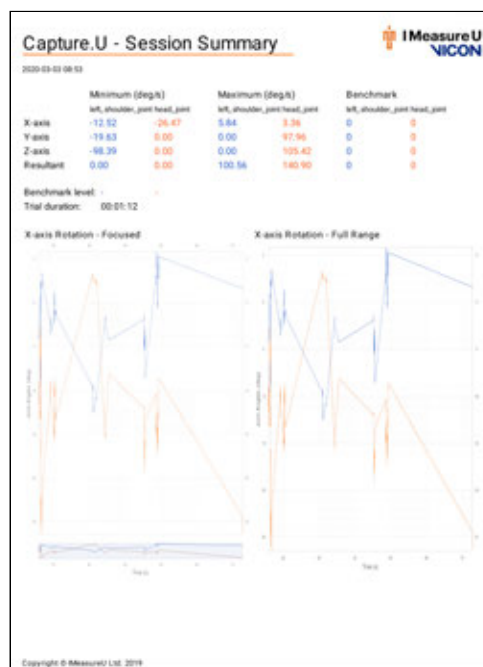 Capture.U - Session Summary
I Measure U
VICON
2020-03-03 08:53
Minimum (deg/s) Maximum (deg/s) Benchmark
left_shoulder_joint head_joint left_shoulder_joint head_joint left_shoulder_joint head_joint
X-axis -12.52 -26.47 5.84 3.36 0 0
Y-axis -19.63 0.00 0.00 97.96 0 0
Z-axis -98.39 0.00 0.00 105.42 0 0
Resultant 0.00 0.00 100.56 140.90 0 0
Benchmark level: - -
Trial duration: 00:01:12
X-axis Rotation - Focused X-axis Rotation - Full Range
Copyright © IMeasureU Ltd. 2019